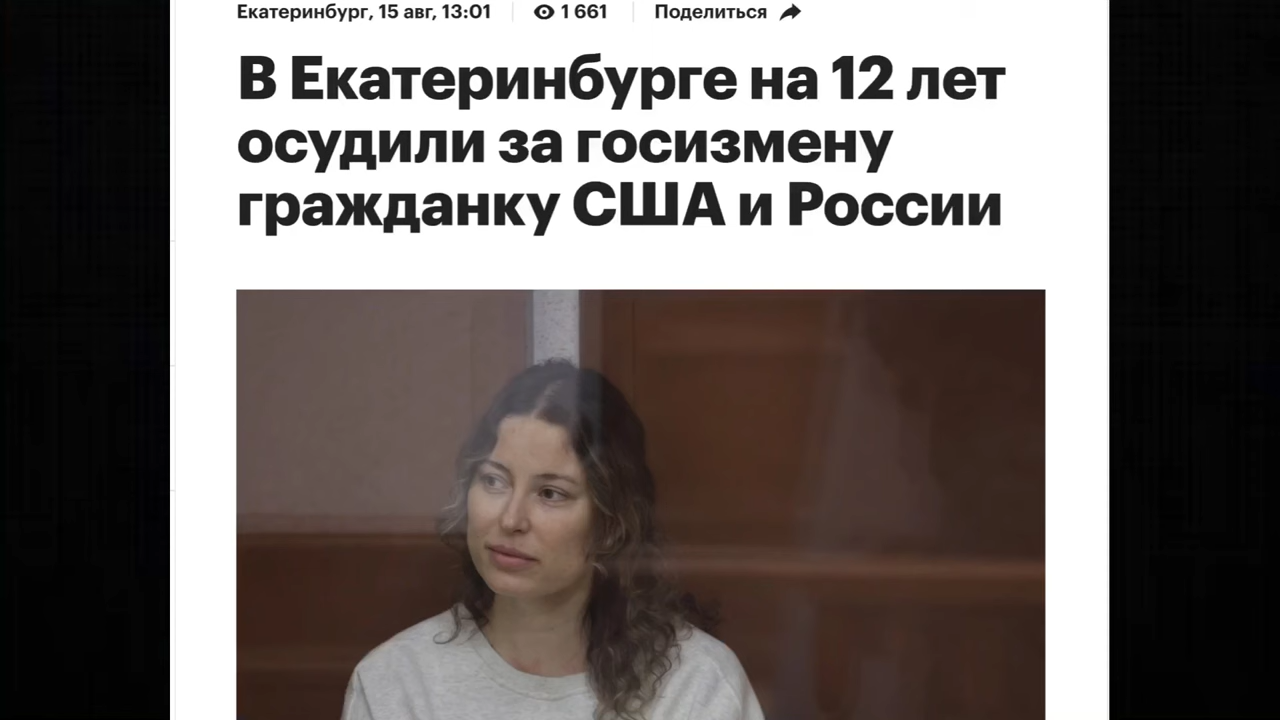 Екатеринбург, 15 авг, 13:01 1 661 Поделиться
В Екатеринбурге на 12 лет
осудили за госизмену
гражданку США и России